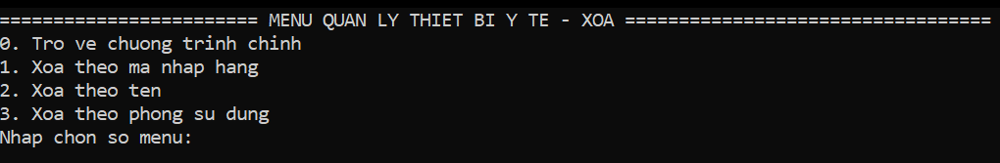 ======================== MENU QUAN LY THIET BI Y TE - XOA ==================================
0. Tro ve chuong trinh chinh
1. Xoa theo ma nhap hang
2. Xoa theo ten
3. Xoa theo phong su dung
Nhap chon so menu: